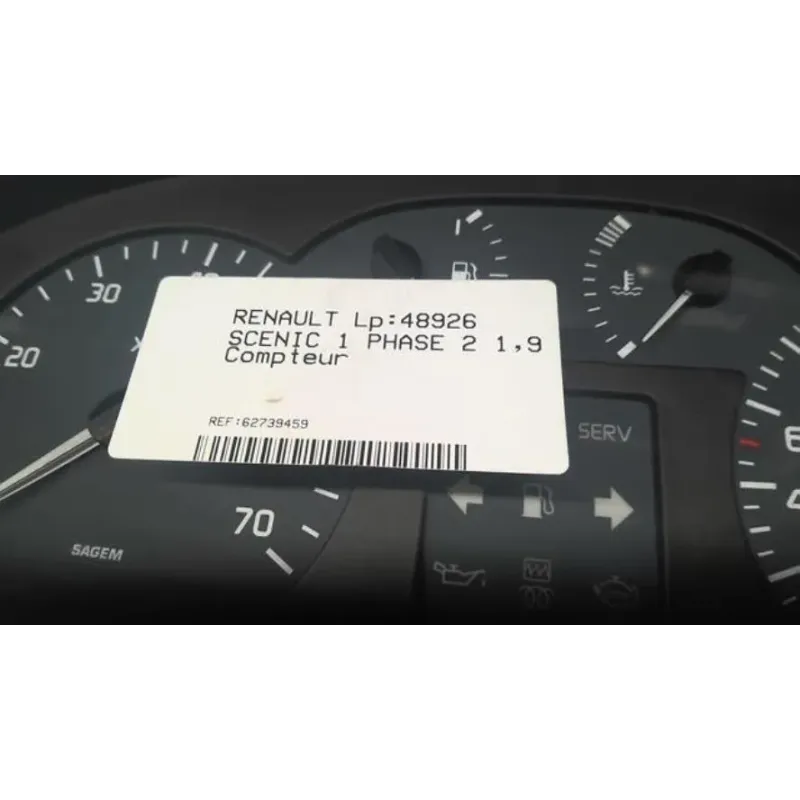 30
20
RENAULT Lp:48926
SCENIC 1 PHASE 2 1,9
Compteur
REF:62739459
SERV
70
SAGEM